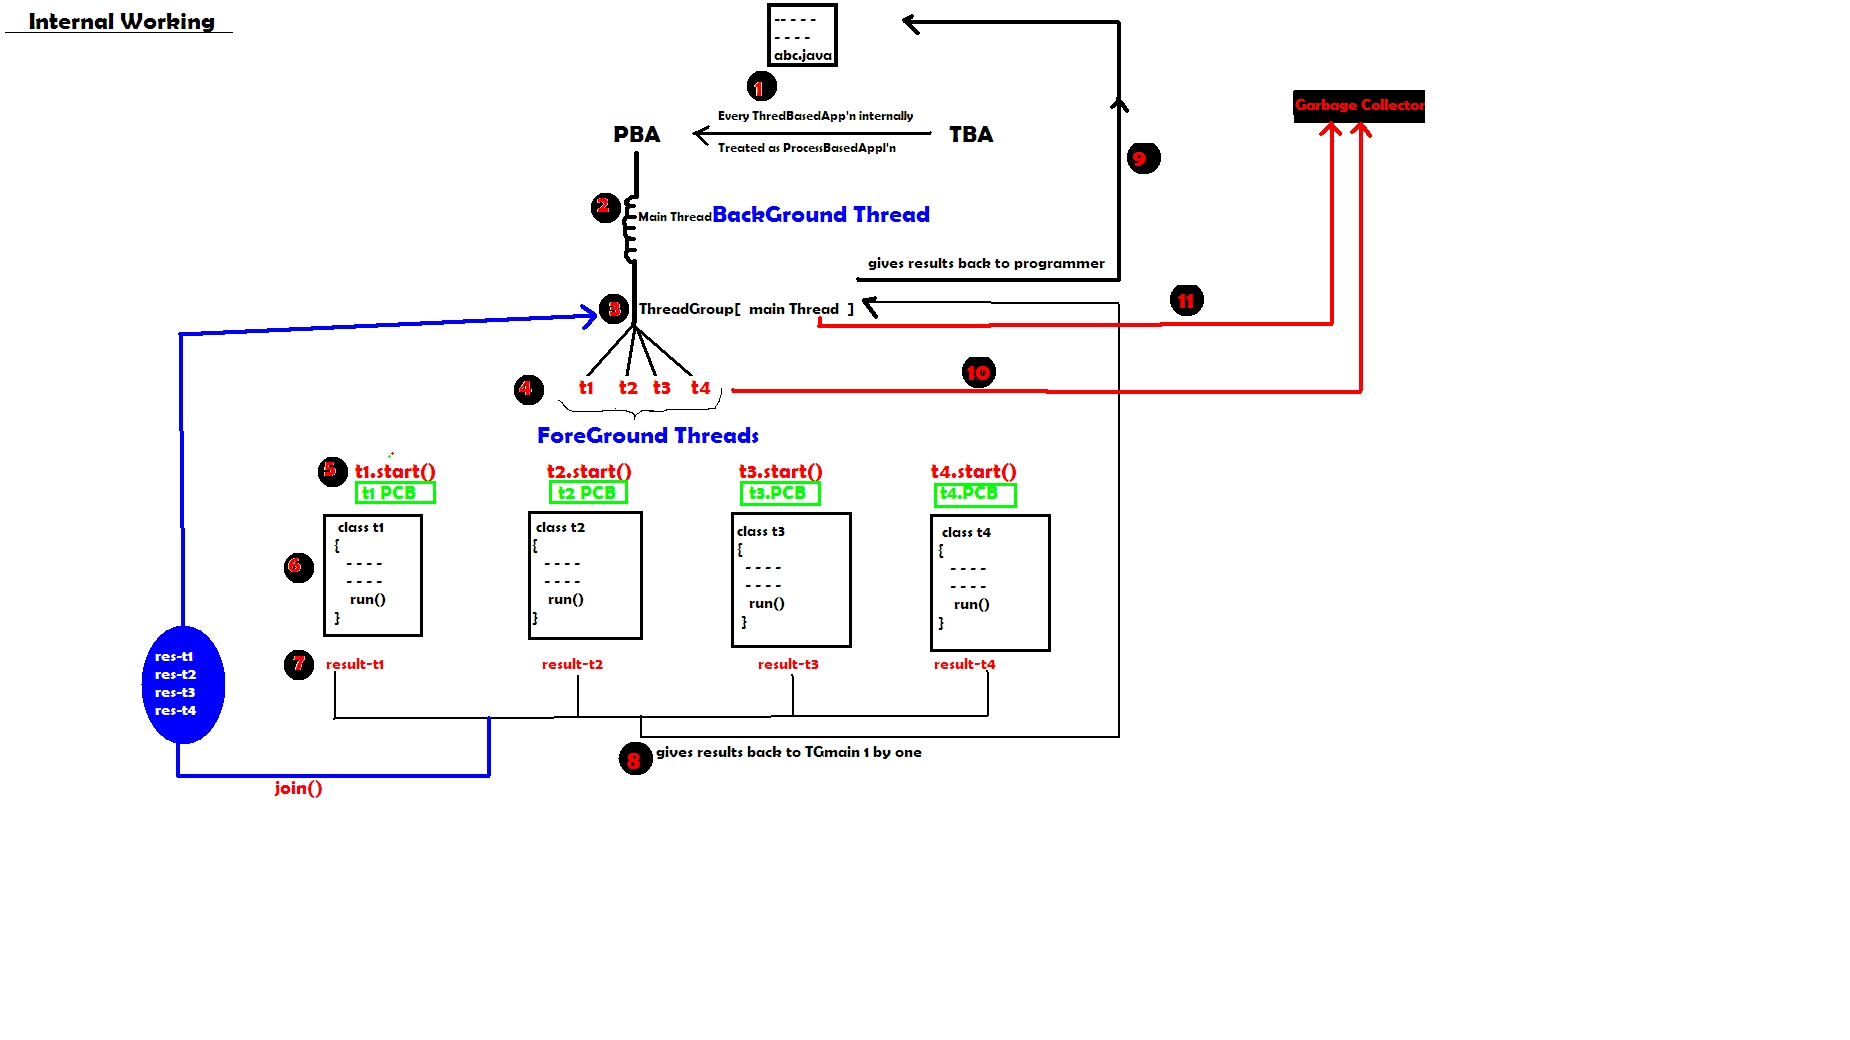 Internal Working
-- - - -
- - - -
abc.java
1
Every ThredBasedApp'n internally
PBA
TBA
Treated as ProcessBasedAppl'n
Garbage Collector
9
2
Main Thread BackGround Thread
gives results back to programmer
3
ThreadGroup[ main Thread ]
11
10
4
t1 t2 t3 t4
ForeGround Threads
5
t1.start() t2.start() t3.start() t4.start()
t1 PCB t2 PCB t3.PCB t4.PCB
class t1
{
- - - -
- - - -
run()
}
class t2
{
- - - -
- - - -
run()
}
class t3
{
- - - -
- - - -
run()
}
class t4
{
- - - -
- - - -
run()
}
6
7
result-t1 result-t2 result-t3 result-t4
res-t1
res-t2
res-t3
res-t4
8
gives results back to TGmain 1 by one
join()